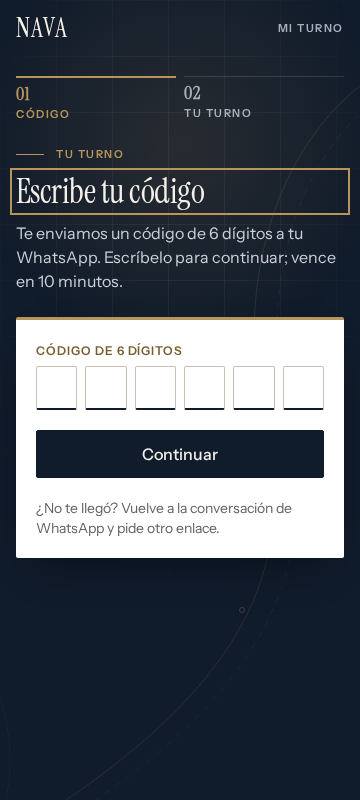 NAVA
MI TURNO
01
CÓDIGO
02
TU TURNO
TU TURNO
Escribe tu código
Te enviamos un código de 6 dígitos a tu
WhatsApp. Escríbelo para continuar; vence
en 10 minutos.
CÓDIGO DE 6 DÍGITOS
Continuar
¿No te llegó? Vuelve a la conversación de
WhatsApp y pide otro enlace.